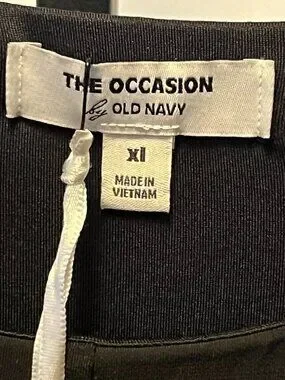 THE OCCASION
by OLD NAVY
xl
MADE IN
VIETNAM